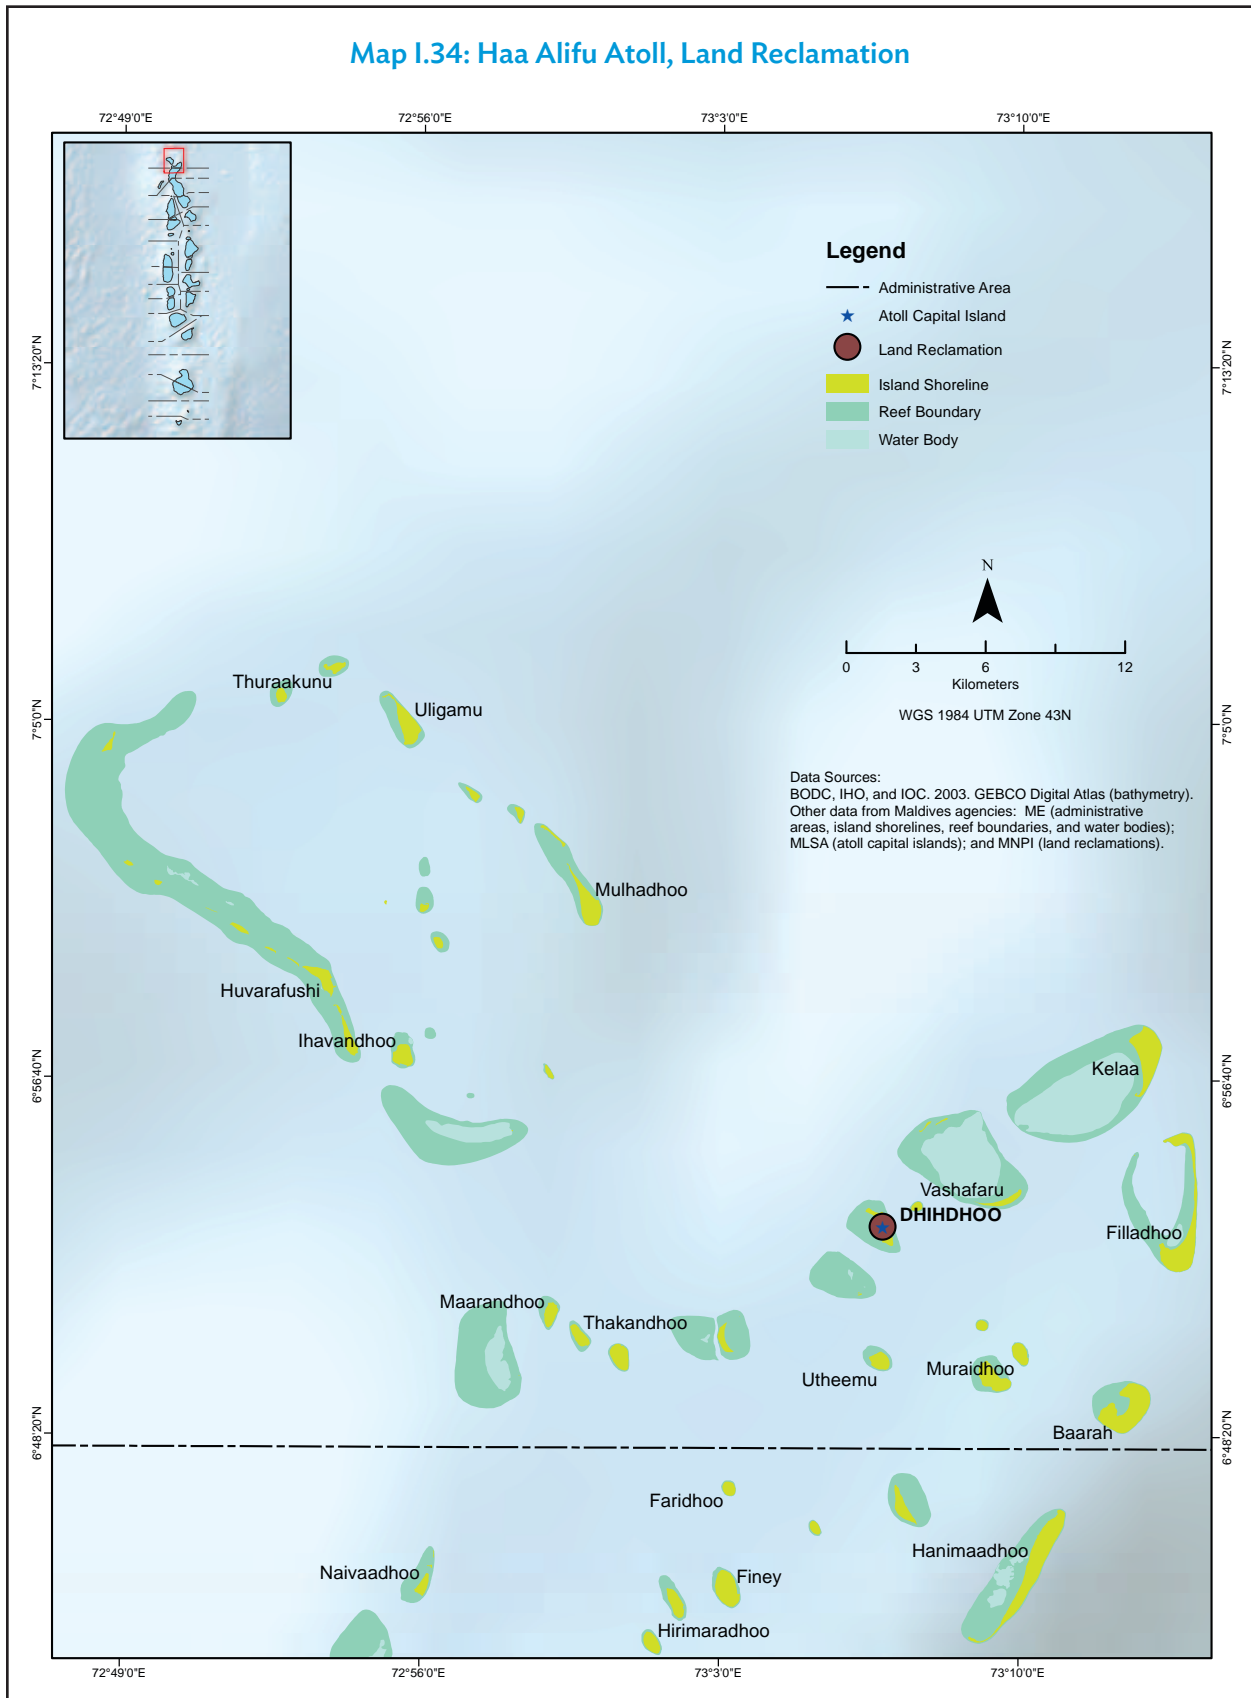 Map I.34: Haa Alifu Atoll, Land Reclamation
72°49'0"E
72°56'0"E
73°3'0"E
73°10'0"E
Legend
Administrative Area
Atoll Capital Island
Land Reclamation
Island Shoreline
Reef Boundary
Water Body
7°13'20"N
7°13'20"N
N
0
3
6
12
Kilometers
WGS 1984 UTM Zone 43N
Thuraakunu
Uligamu
7°5'0"N
7°5'0"N
Data Sources:
BODC, IHO, and IOC. 2003. GEBCO Digital Atlas (bathymetry).
Other data from Maldives agencies: ME (administrative
areas, island shorelines, reef boundaries, and water bodies);
MLSA (atoll capital islands); and MNPI (land reclamations).
Mulhadhoo
Huvarafushi
Ihavandhoo
Kelaa
6°56'40"N
6°56'40"N
Vashafaru
DHIHDHOO
Filladhoo
Maarandhoo
Thakandhoo
Utheemu
Muraidhoo
Baarah
6°48'20"N
6°48'20"N
Faridhoo
Hanimaadhoo
Naivaadhoo
Finey
Hirimaradhoo
72°49'0"E
72°56'0"E
73°3'0"E
73°10'0"E